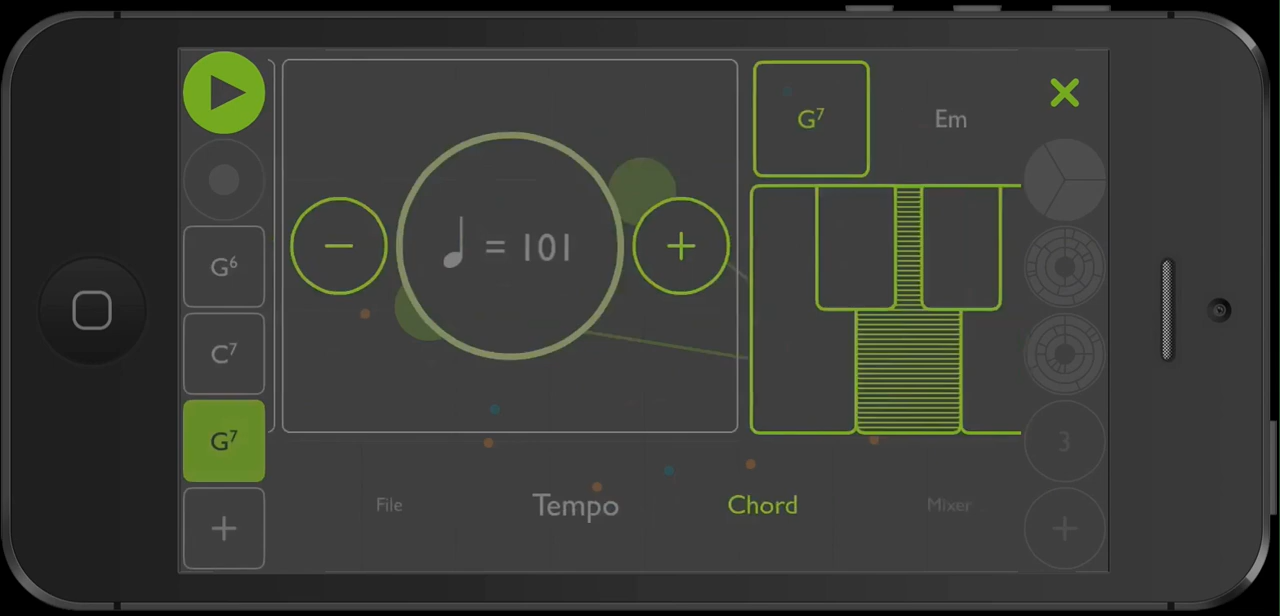 G⁷
Em
G⁶
♩ = 101
+
C⁷
G⁷
3
File
Tempo
Chord
Mixer